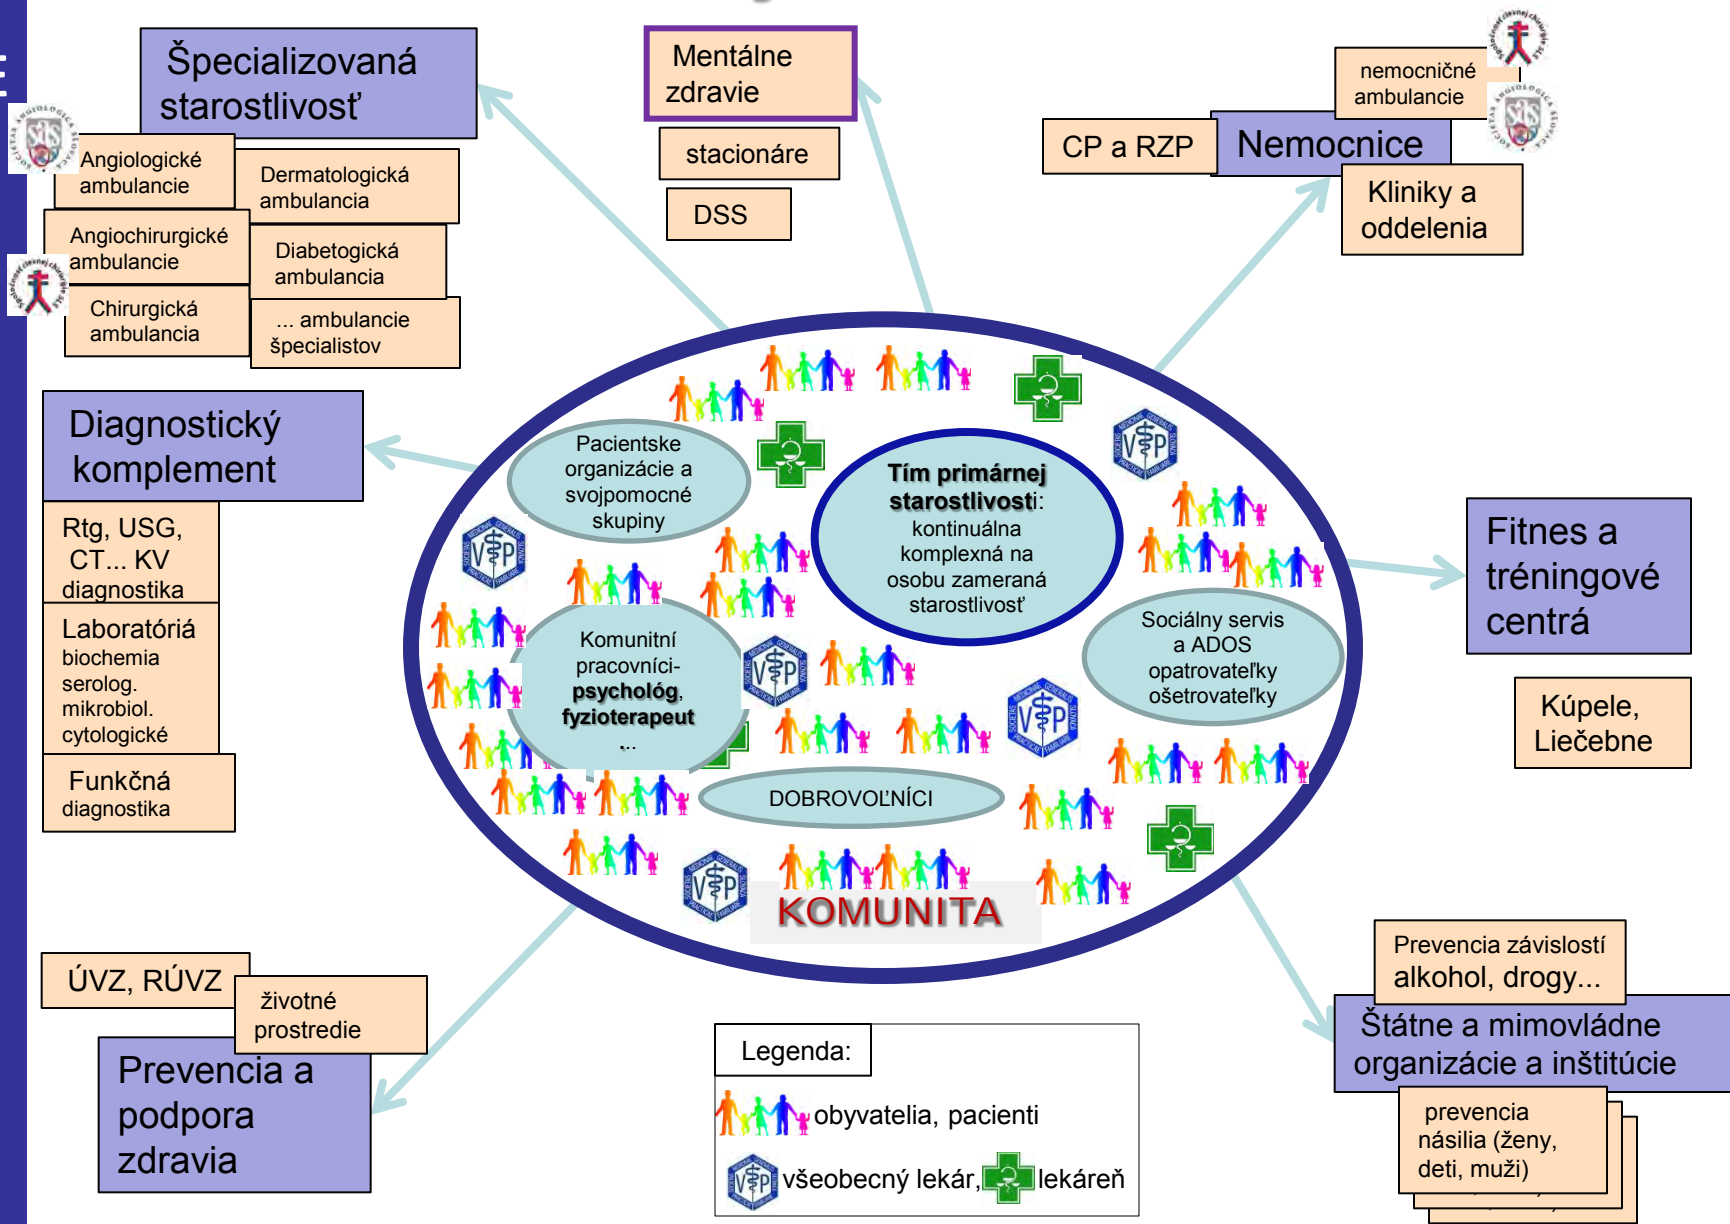 Špecializovaná
starostlivosť
Angiologické
ambulancie
Dermatologická
ambulancia
Angiochirurgické
ambulancie
Diabetogická
ambulancia
Chirurgická
ambulancia
... ambulancie
špecialistov
Mentálne
zdravie
stacionáre
DSS
nemocničné
ambulancie
CP a RZP
Nemocnice
Kliniky a
oddelenia
Diagnostický
komplement
Rtg, USG,
CT... KV
diagnostika
Laboratóriá
biochemia
serolog.
mikrobiol.
cytologické
Funkčná
diagnostika
Pacientske
organizácie a
svojpomocné
skupiny
Tím primárnej
starostlivosti:
kontinuálna
komplexná na
osobu zameraná
starostlivosť
Komunitní
pracovníci-
psychológ,
fyzioterapeut
...
Sociálny servis
a ADOS
opatrovateľky
ošetrovateľky
DOBROVOĽNÍCI
KOMUNITA
Fitnes a
tréningové
centrá
Kúpele,
Liečebne
ÚVZ, RÚVZ
životné
prostredie
Prevencia a
podpora
zdravia
Legenda:
obyvatelia, pacienti
všeobecný lekár,
lekáreň
Prevencia závislostí
alkohol, drogy...
Štátne a mimovládne
organizácie a inštitúcie
prevencia
násilia (ženy,
deti, muži)